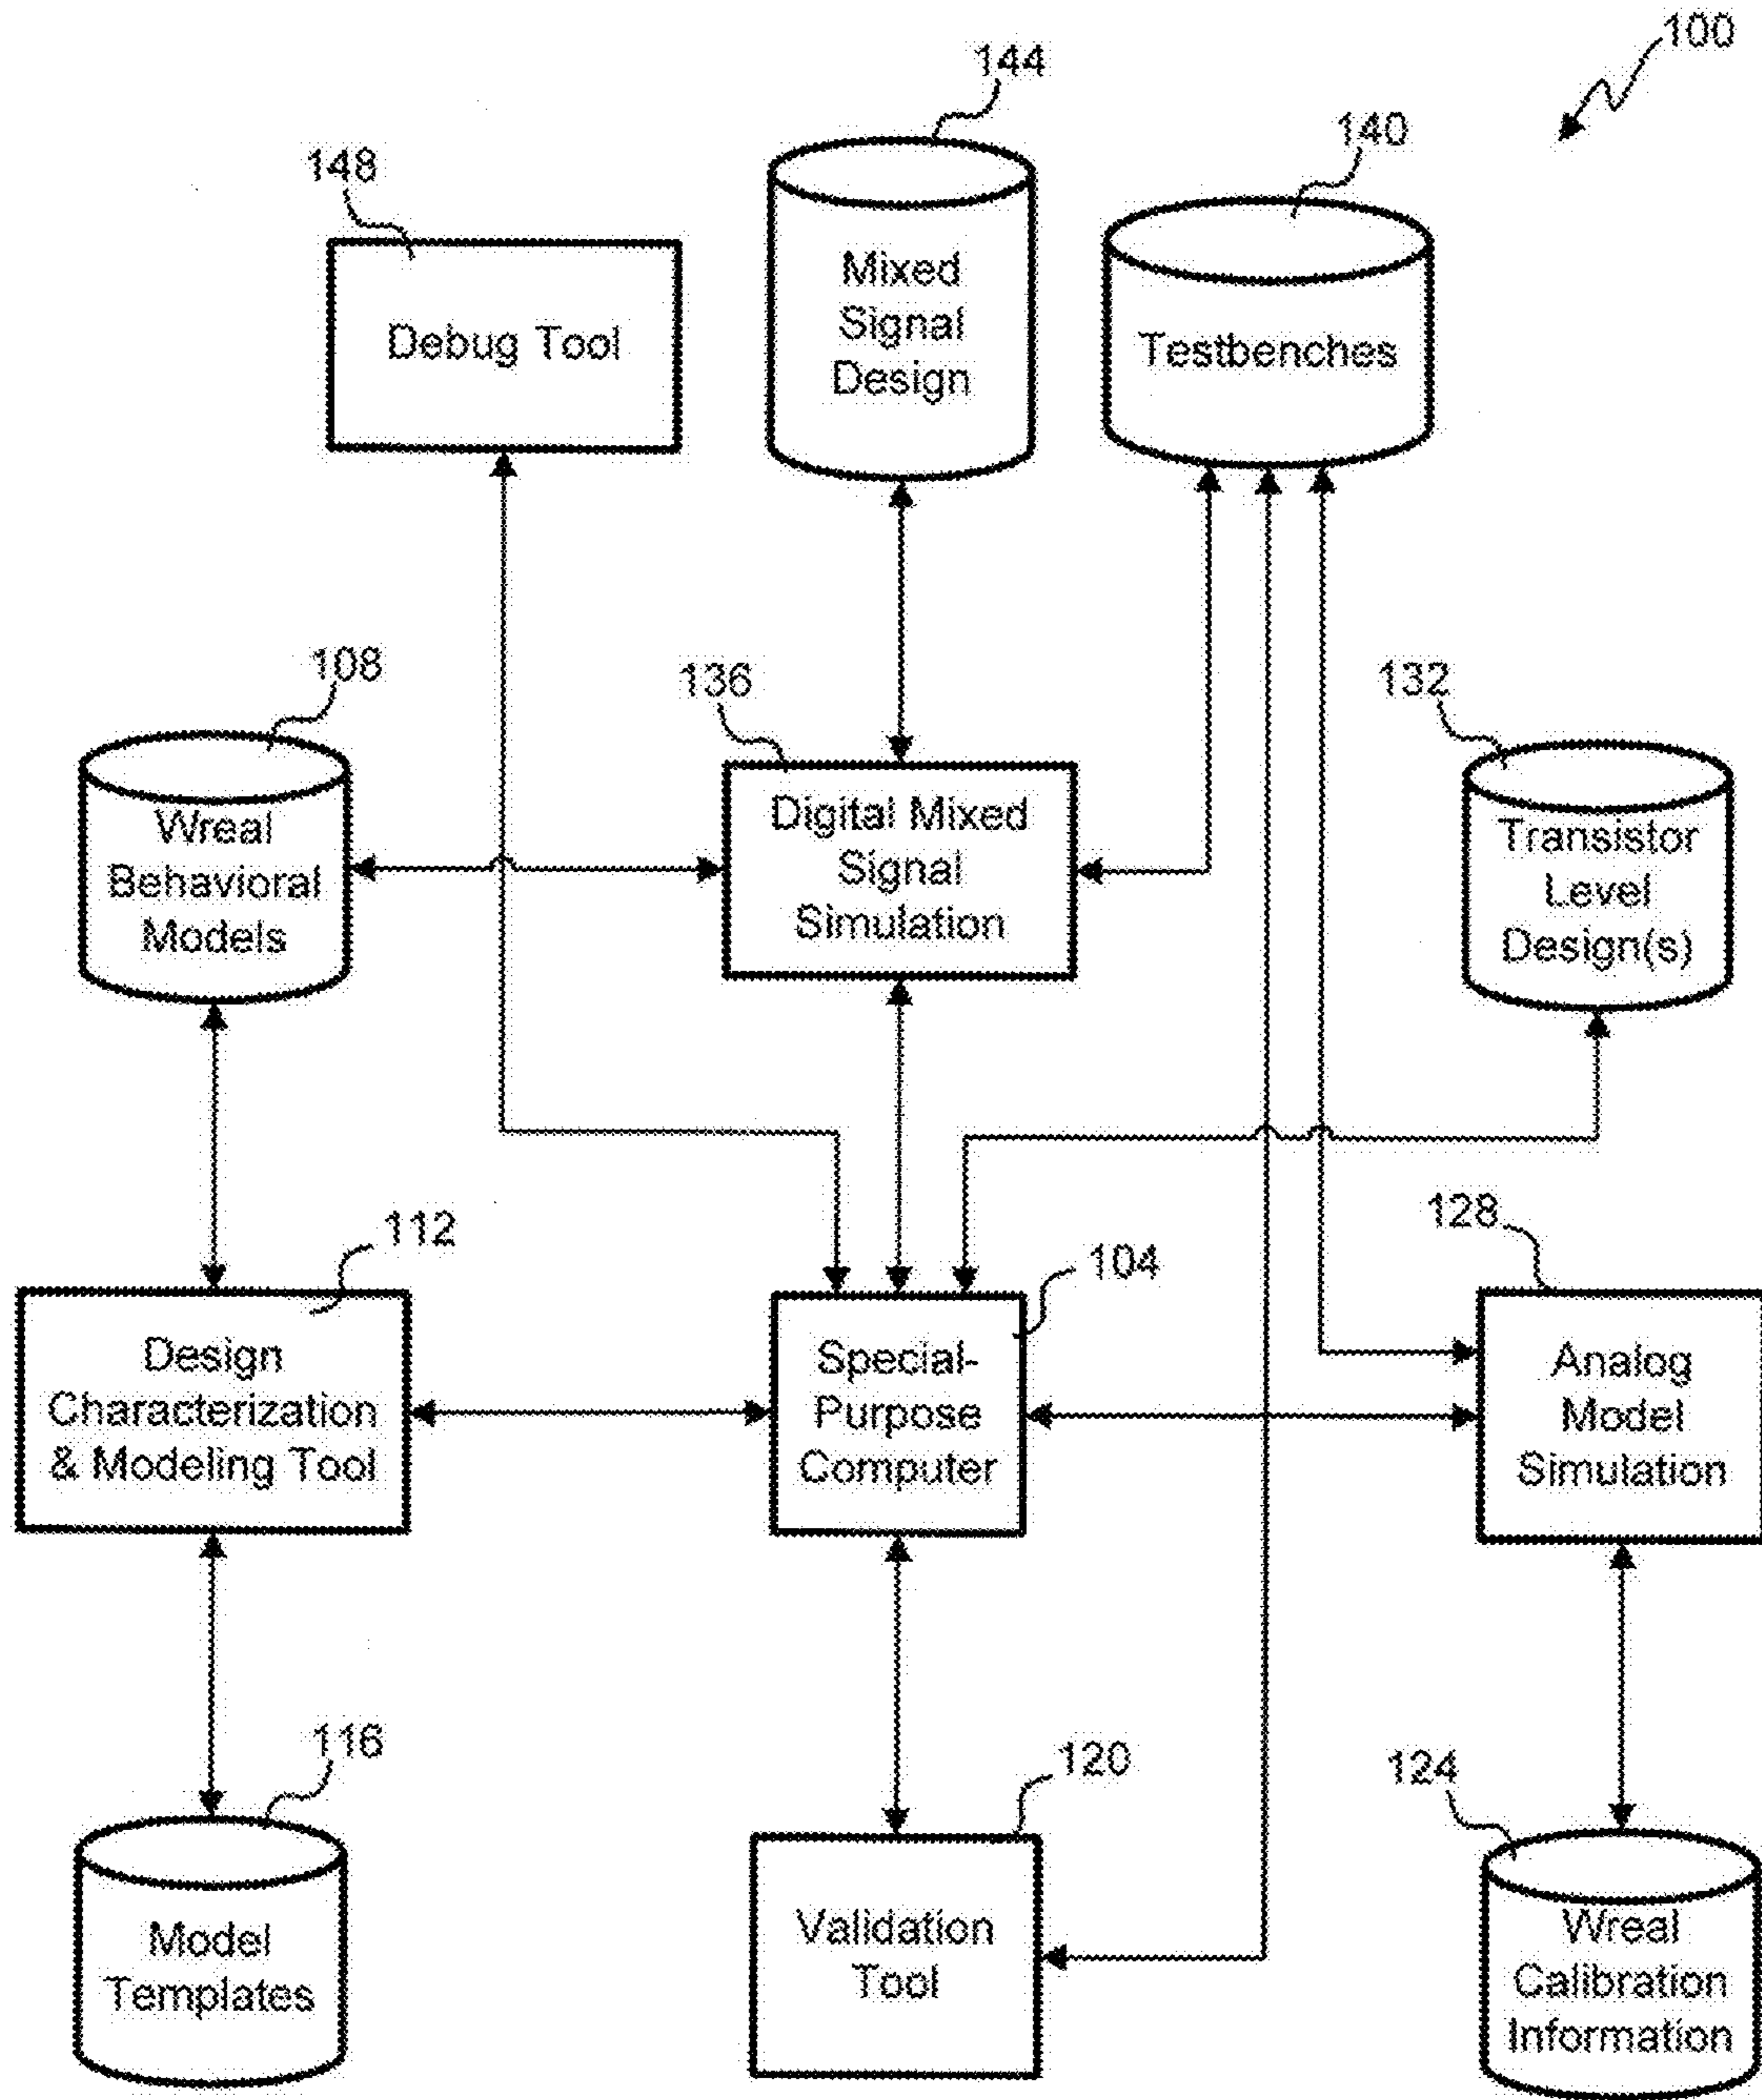 100
144
140
148
Mixed
Signal
Design
Debug Tool
Testbenches
108
136
132
Wreal
Behavioral
Models
Digital Mixed
Signal
Simulation
Transistor
Level
Design(s)
112
104
128
Design
Characterization
& Modeling Tool
Special-
Purpose
Computer
Analog
Model
Simulation
116
120
124
Model
Templates
Validation
Tool
Wreal
Calibration
Information